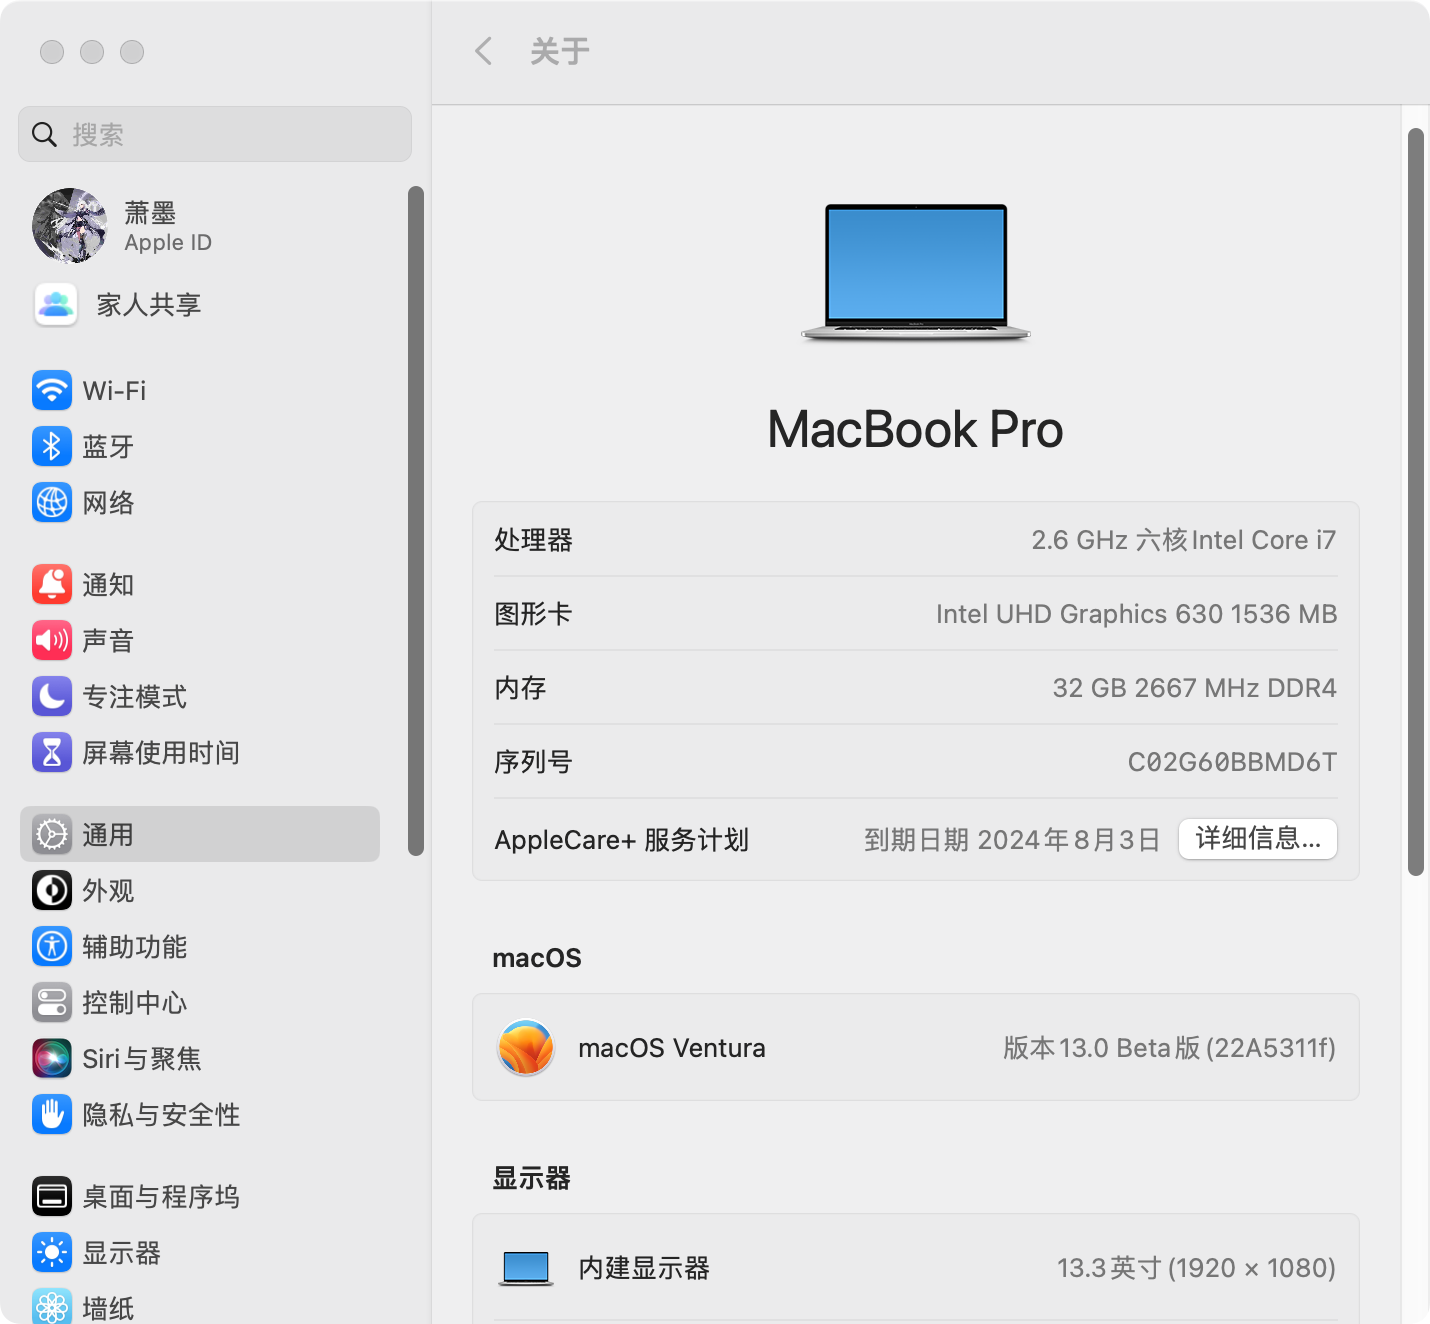 关于
搜索
萧墨
Apple ID
家人共享
Wi-Fi
蓝牙
网络
通知
声音
专注模式
屏幕使用时间
通用
外观
辅助功能
控制中心
Siri与聚焦
隐私与安全性
桌面与程序坞
显示器
墙纸
MacBook Pro
处理器 2.6 GHz 六核Intel Core i7
图形卡 Intel UHD Graphics 630 1536 MB
内存 32 GB 2667 MHz DDR4
序列号 C02G60BBMD6T
AppleCare+ 服务计划 到期日期 2024年8月3日 详细信息...
macOS
macOS Ventura 版本13.0 Beta版 (22A5311f)
显示器
内建显示器 13.3英寸 (1920 × 1080)